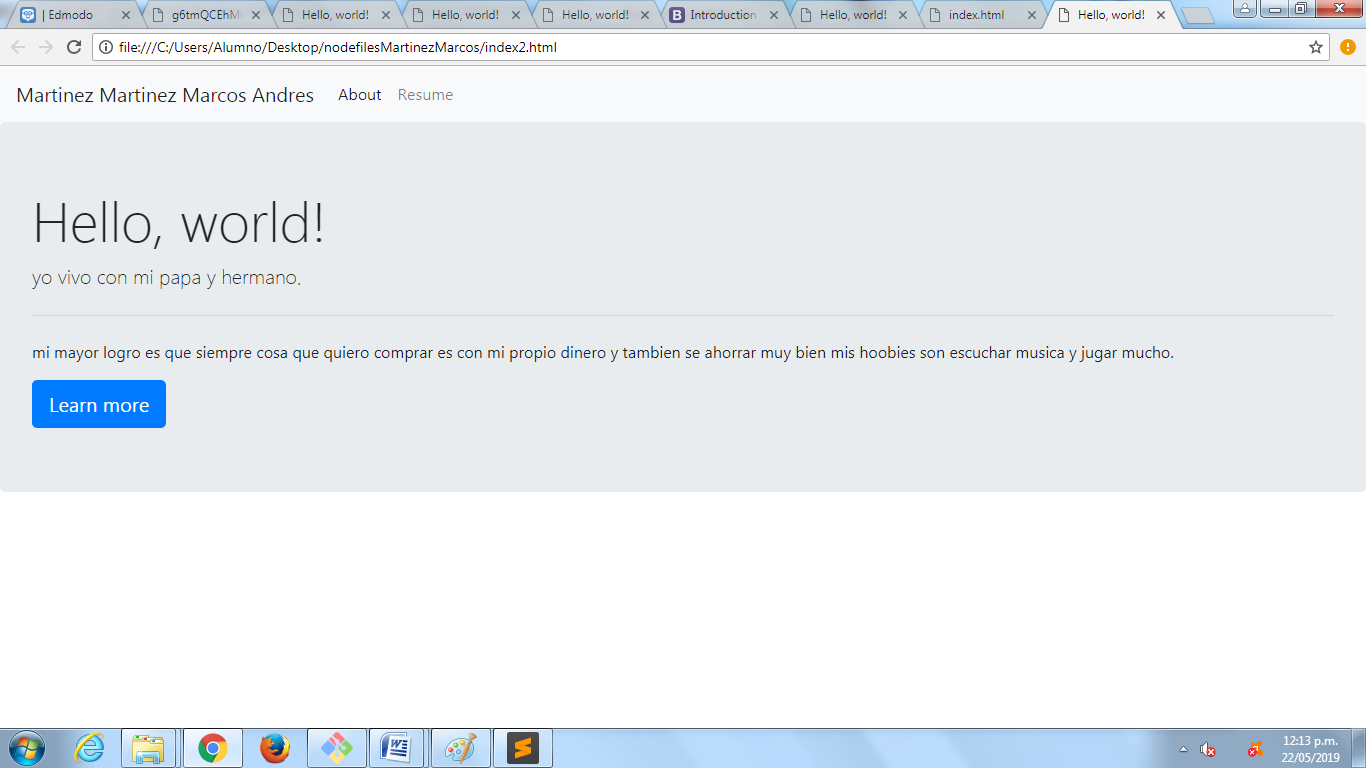 | Edmodo
g6tmQCEhM
Hello, world!
Hello, world!
Hello, world!
Introduction
Hello, world!
index.html
Hello, world!
file:///C:/Users/Alumno/Desktop/nodefilesMartinezMarcos/index2.html
Martinez Martinez Marcos Andres About Resume
Hello, world!
yo vivo con mi papa y hermano.
mi mayor logro es que siempre cosa que quiero comprar es con mi propio dinero y tambien se ahorrar muy bien mis hoobies son escuchar musica y jugar mucho.
Learn more
12:13 p.m.
22/05/2019